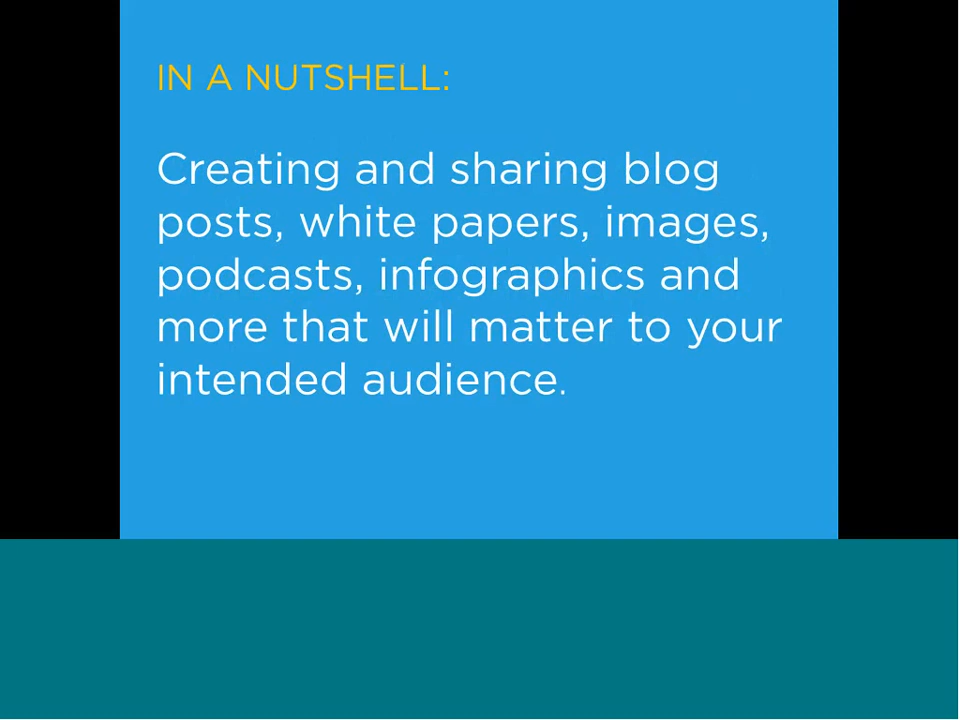 IN A NUTSHELL:
Creating and sharing blog
posts, white papers, images,
podcasts, infographics and
more that will matter to your
intended audience.